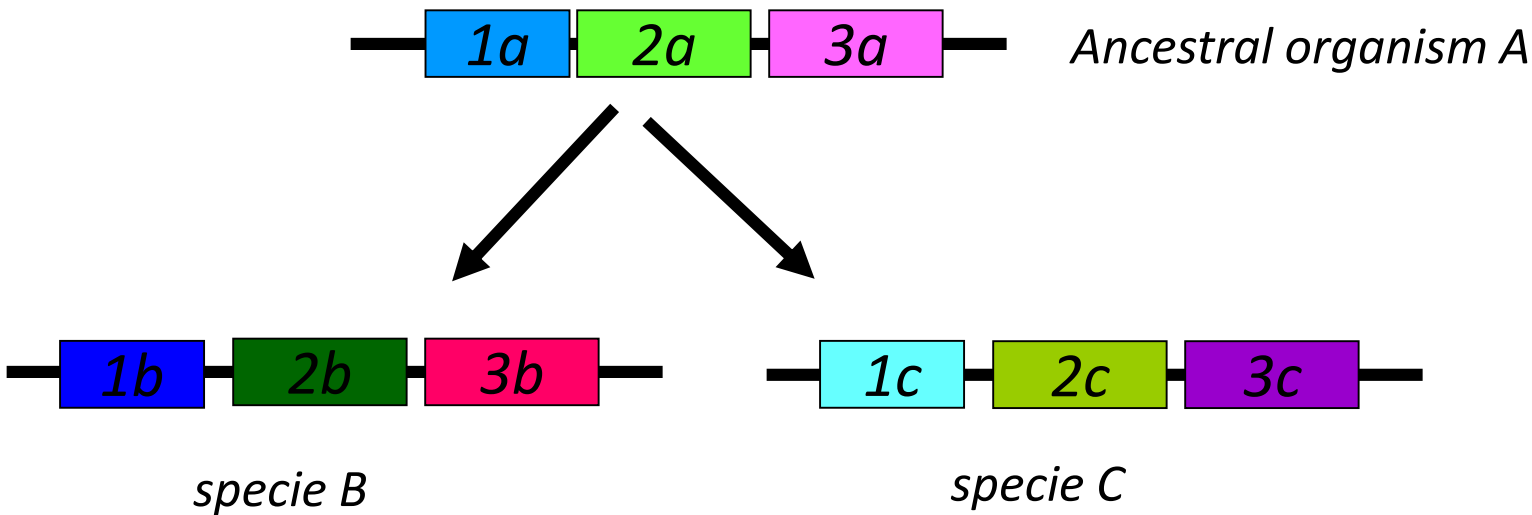 1a 2a 3a Ancestral organism A
1b 2b 3b
1c 2c 3c
specie B
specie C